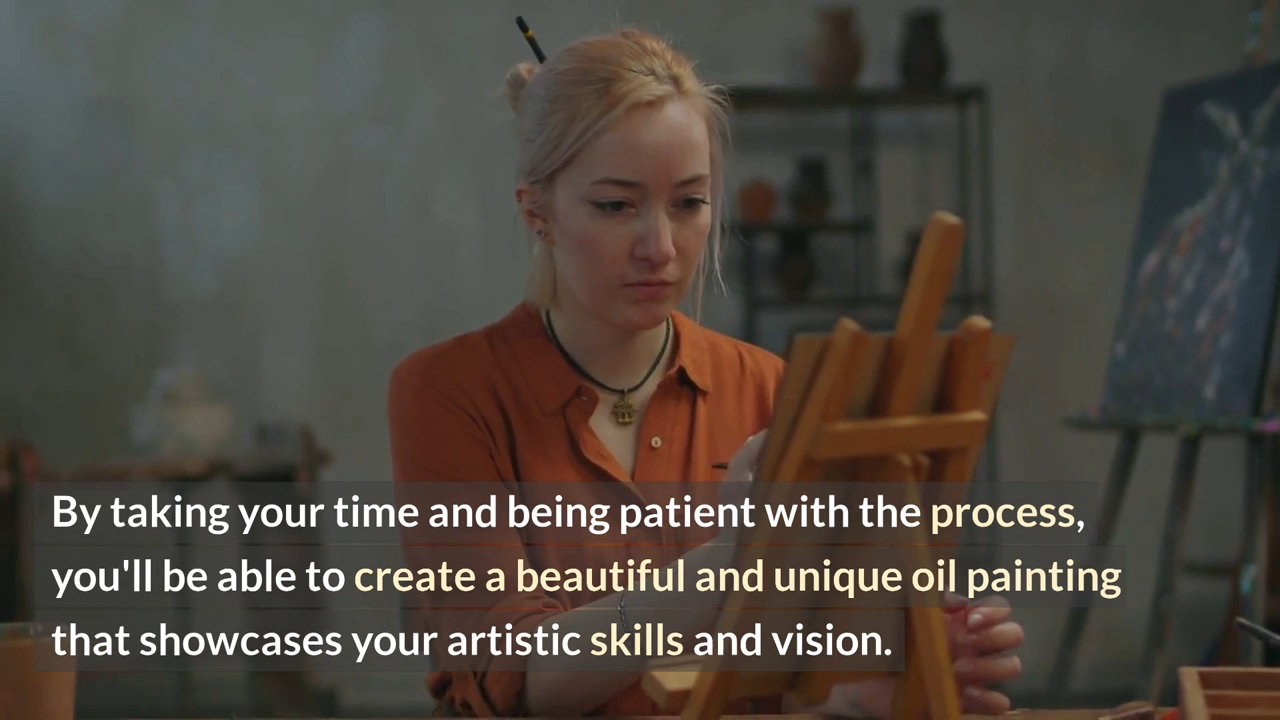 By taking your time and being patient with the process,
you'll be able to create a beautiful and unique oil painting
that showcases your artistic skills and vision.